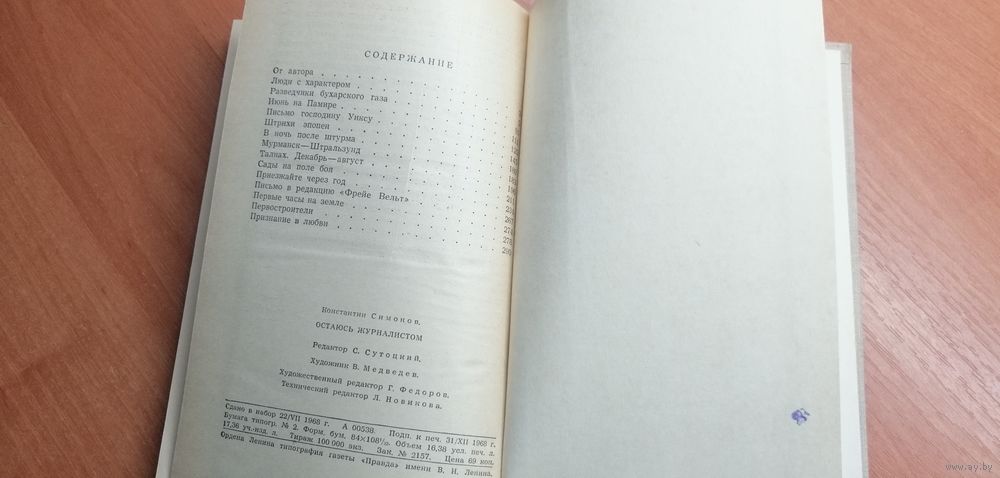 СОДЕРЖАНИЕ
От автора
Люди с характером
Разведчики бухарского газа
Июнь на Памире
Письмо господину Уиксу
Штрихи эпопеи
В ночь после штурма
Мурманск—Штральзунд
Талнах. Декабрь—август
Сады на поле боя
Приезжайте через год
Письмо в редакцию «Фрейе Вельт»
Первые часы на земле
Первостроители 278
Признание в любви 290
Константин Симонов.
ОСТАЮСЬ ЖУРНАЛИСТОМ
Редактор С. Сутоцкий.
Художник В. Медведев.
Художественный редактор Г. Федоров.
Технический редактор Л. Новикова.
Сдано в набор 22/VII 1968 г. А 00538. Подп. к печ. 31/XII 1968 г.
Бумага типогр. № 2. Форм. бум. 84×108¹/₃₂. Объем 16,38 усл. печ. л.
17,36 уч.-изд. л. Тираж 100 000 экз. Зак. № 2157. Цена 69 коп.
Ордена Ленина типография газеты «Правда» имени В. И. Ленина.
www.ay.by